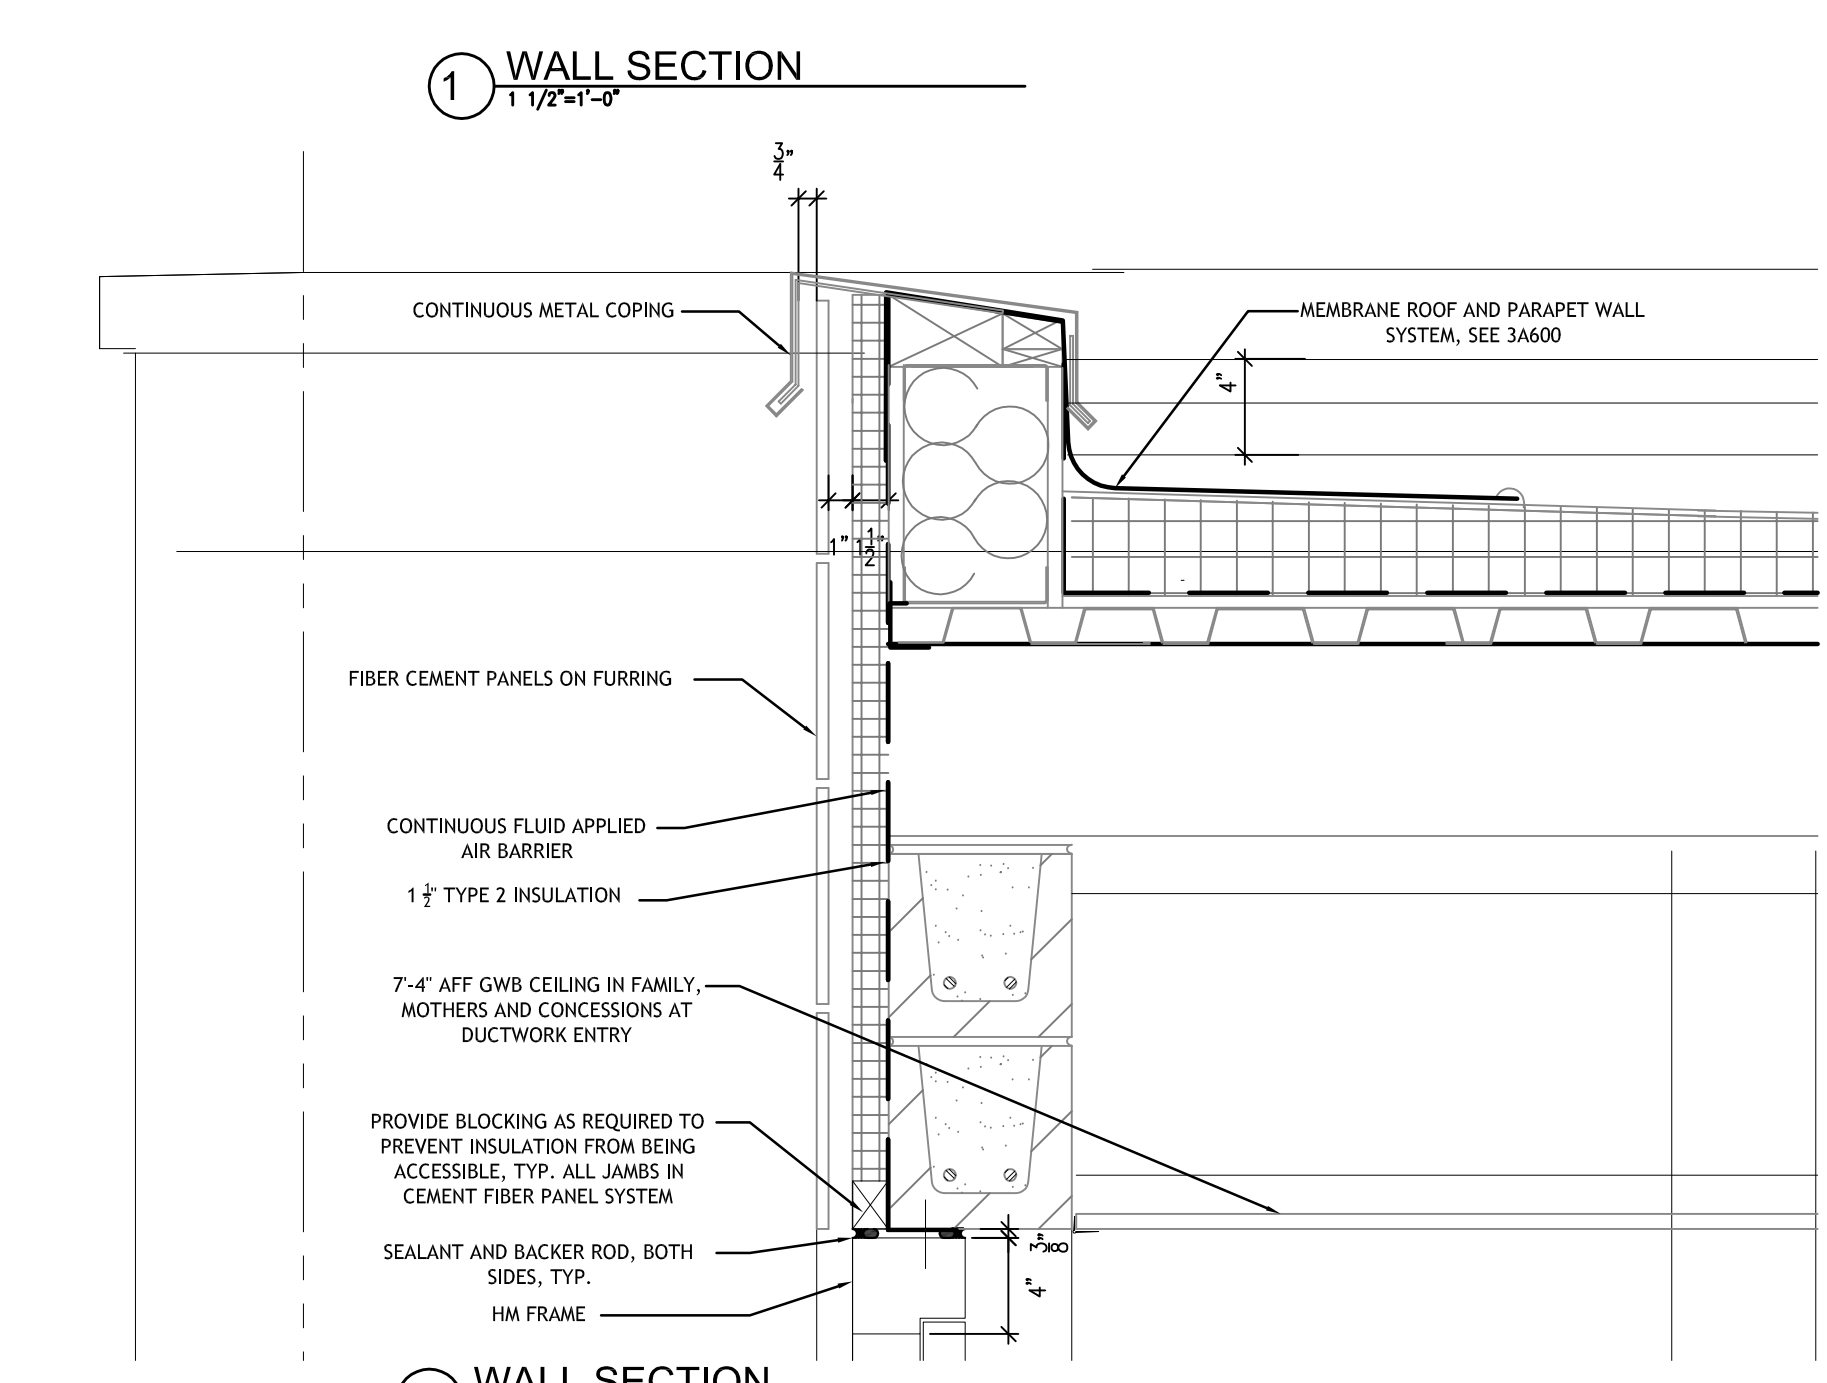 1
WALL SECTION
1 1/2"=1'-0"
3/4"
CONTINUOUS METAL COPING
MEMBRANE ROOF AND PARAPET WALL
SYSTEM, SEE 3A600
4"
1" 1 1/2"
FIBER CEMENT PANELS ON FURRING
CONTINUOUS FLUID APPLIED
AIR BARRIER
1 1/2" TYPE 2 INSULATION
7'-4" AFF GWB CEILING IN FAMILY,
MOTHERS AND CONCESSIONS AT
DUCTWORK ENTRY
PROVIDE BLOCKING AS REQUIRED TO
PREVENT INSULATION FROM BEING
ACCESSIBLE, TYP. ALL JAMBS IN
CEMENT FIBER PANEL SYSTEM
SEALANT AND BACKER ROD, BOTH
SIDES, TYP.
3/8"
4"
HM FRAME
WALL SECTION